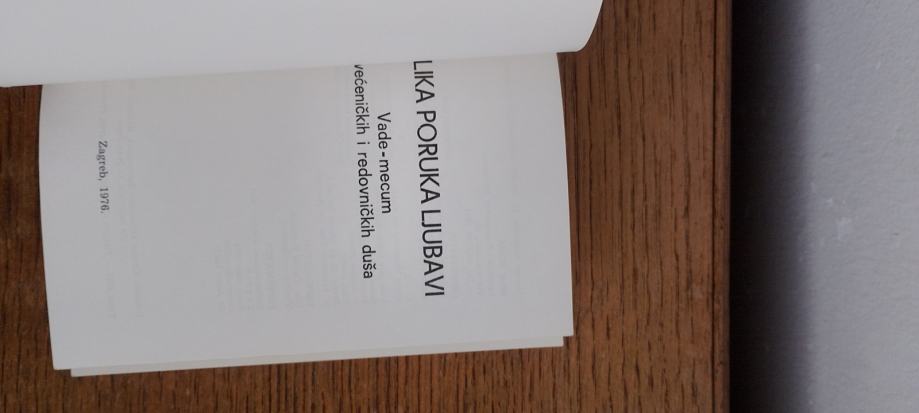 LIKA PORUKA LJUBAVI
Vade-mecum
većeničkih i redovničkih duša
Zagreb, 1976.